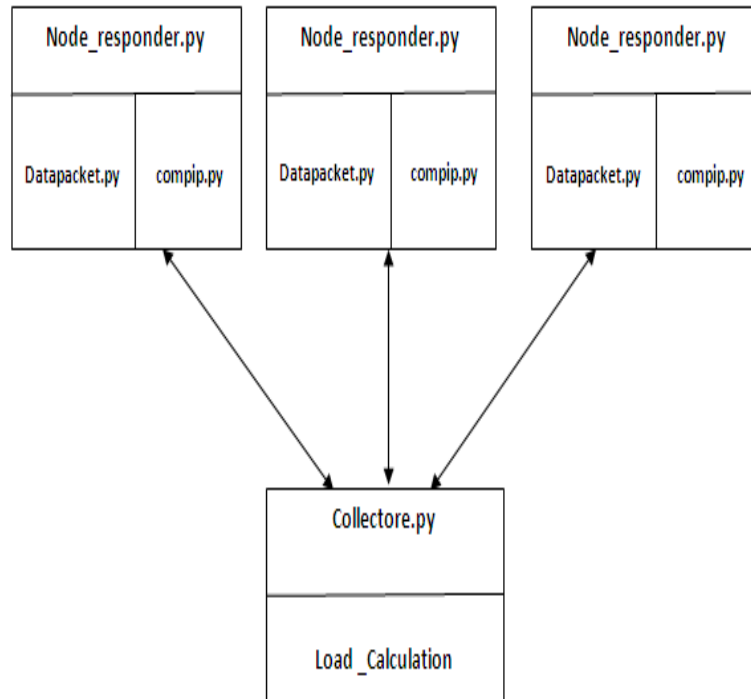 Node_responder.py
Node_responder.py
Node_responder.py
Datapacket.py
compip.py
Datapacket.py
compip.py
Datapacket.py
compip.py
Collectore.py
Load _Calculation